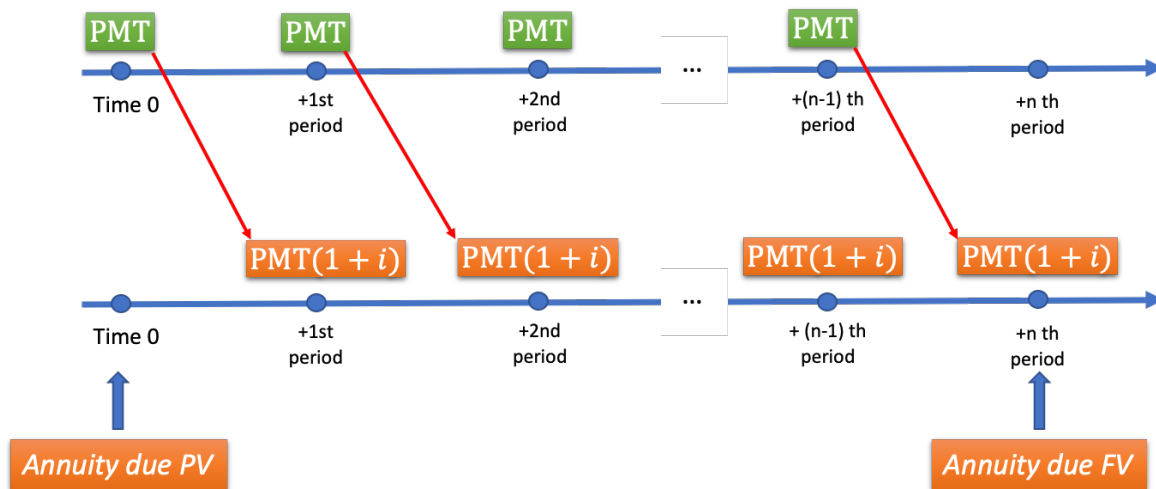 PMT PMT PMT PMT
...
Time 0 +1st +2nd +(n-1) th +n th
period period period period
PMT(1 + i) PMT(1 + i) PMT(1 + i) PMT(1 + i)
...
Time 0 +1st +2nd + (n-1) th +n th
period period period period
Annuity due PV Annuity due FV